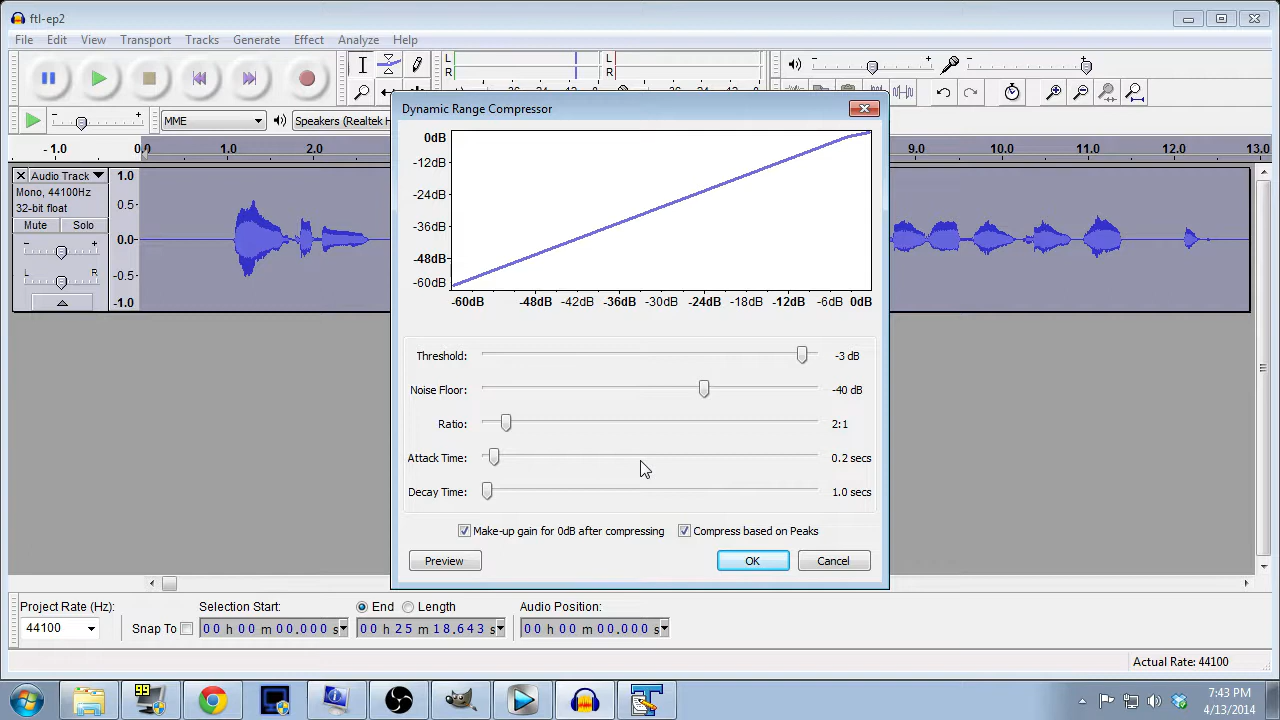 ftl-ep2
File Edit View Transport Tracks Generate Effect Analyze Help
L
R
L
R
MME
Speakers (Realtek
Dynamic Range Compressor
- 1.0 0.0 1.0 2.0 9.0 10.0 11.0 12.0 13.0
Audio Track
Mono, 44100Hz
32-bit float
Mute Solo
- +
L R
1.0
0.5
0.0
-0.5
-1.0
0dB
-12dB
-24dB
-36dB
-48dB
-60dB
-60dB -48dB -42dB -36dB -30dB -24dB -18dB -12dB -6dB 0dB
Threshold: -3 dB
Noise Floor: -40 dB
Ratio: 2:1
Attack Time: 0.2 secs
Decay Time: 1.0 secs
Make-up gain for 0dB after compressing Compress based on Peaks
Preview OK Cancel
Project Rate (Hz): Selection Start: End Length Audio Position:
44100 Snap To 00 h 00 m 00.000 s 00 h 25 m 18.643 s 00 h 00 m 00.000 s
Actual Rate: 44100
99
7:43 PM
4/13/2014